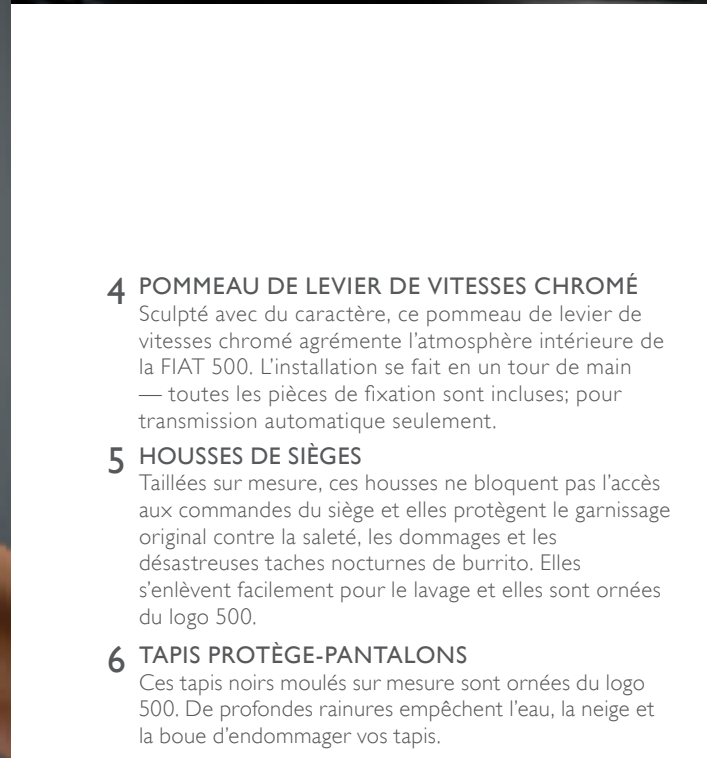 4 POMMEAU DE LEVIER DE VITESSES CHROMÉ
Sculpté avec du caractère, ce pommeau de levier de
vitesses chromé agrémente l’atmosphère intérieure de
la FIAT 500. L’installation se fait en un tour de main
— toutes les pièces de fixation sont incluses; pour
transmission automatique seulement.
5 HOUSSES DE SIÈGES
Taillées sur mesure, ces housses ne bloquent pas l’accès
aux commandes du siège et elles protègent le garnissage
original contre la saleté, les dommages et les
désastreuses taches nocturnes de burrito. Elles
s’enlèvent facilement pour le lavage et elles sont ornées
du logo 500.
6 TAPIS PROTÈGE-PANTALONS
Ces tapis noirs moulés sur mesure sont ornées du logo
500. De profondes rainures empêchent l’eau, la neige et
la boue d’endommager vos tapis.